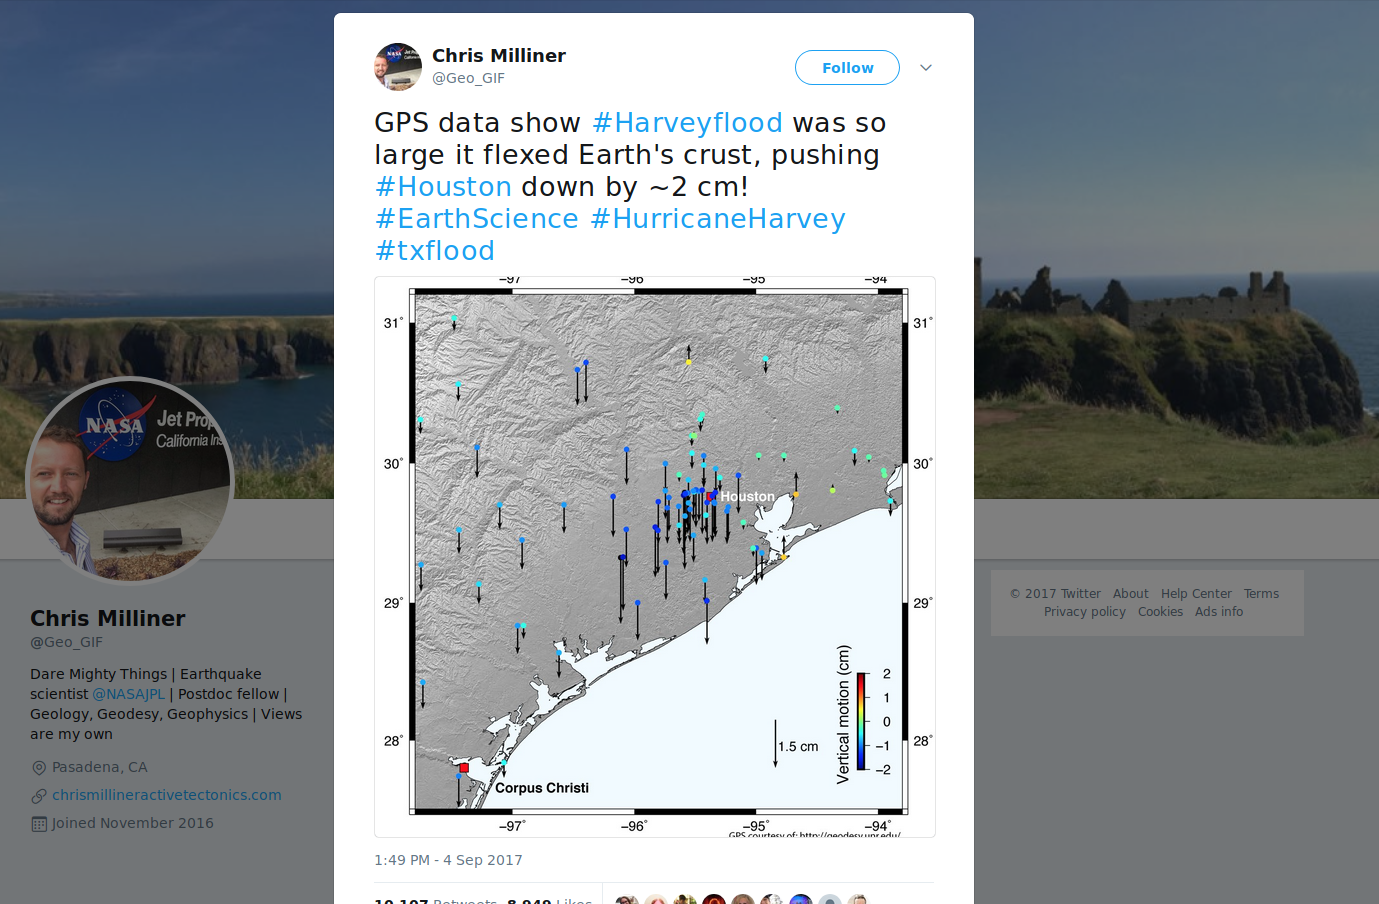 Chris Milliner
@Geo_GIF
Follow
GPS data show #Harveyflood was so
large it flexed Earth's crust, pushing
#Houston down by ~2 cm!
#EarthScience #HurricaneHarvey
#txflood
−97 −96 −95 −94
31° 31°
30° 30°
Houston
29° 29°
28° 28°
Vertical motion (cm)
2
1
0
−1
−2
1.5 cm
Corpus Christi
−97° −96° −95° −94°
GPS courtesy of: http://geodesy.unr.edu/
1:49 PM - 4 Sep 2017
10,107 Retweets 8,949 Likes
NASA
Jet Prop
California Ins
Chris Milliner
@Geo_GIF
Dare Mighty Things | Earthquake
scientist @NASAJPL | Postdoc fellow |
Geology, Geodesy, Geophysics | Views
are my own
Pasadena, CA
chrismillineractivetectonics.com
Joined November 2016
© 2017 Twitter About Help Center Terms
Privacy policy Cookies Ads info